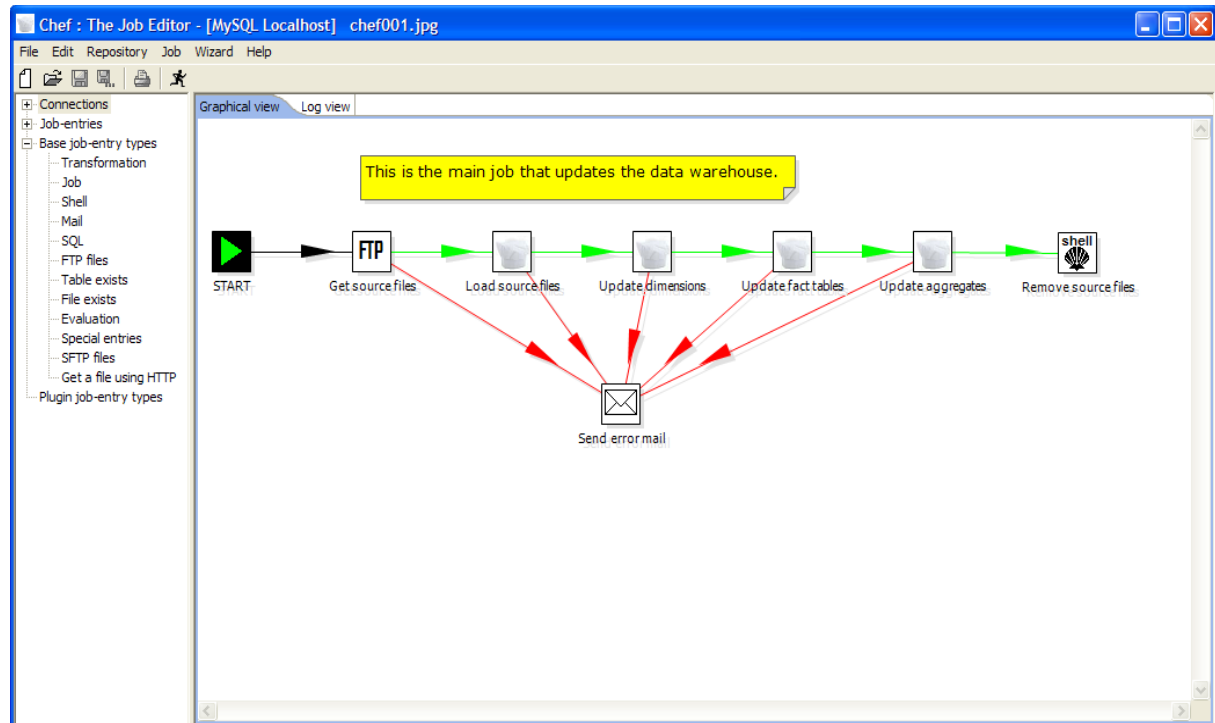 Chef : The Job Editor - [MySQL Localhost] chef001.jpg
File Edit Repository Job Wizard Help
Connections
Job-entries
Base job-entry types
Transformation
Job
Shell
Mail
SQL
FTP files
Table exists
File exists
Evaluation
Special entries
SFTP files
Get a file using HTTP
Plugin job-entry types
Graphical view Log view
This is the main job that updates the data warehouse.
FTP
shell
START Get source files Load source files Update dimensions Update fact tables Update aggregates Remove source files
Send error mail